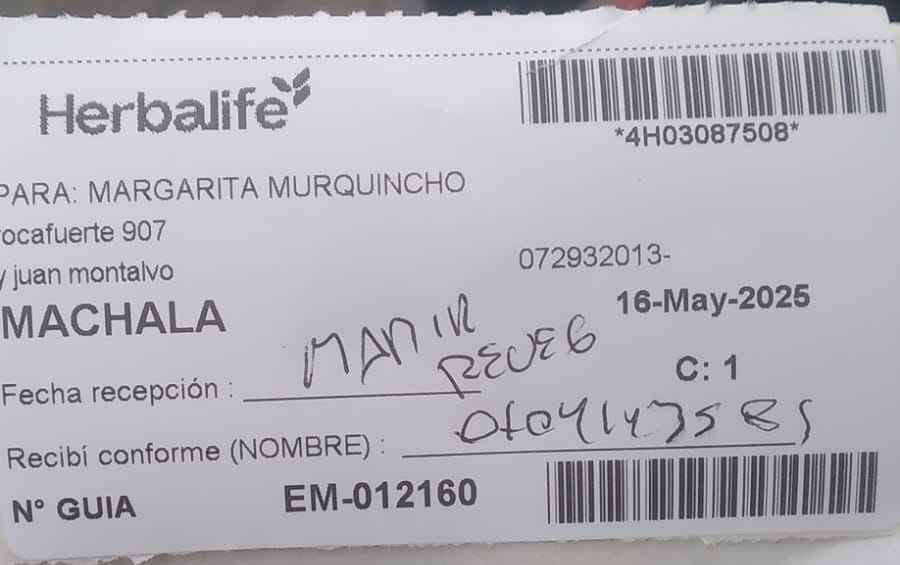 Herbalife
*4H03087508*
PARA: MARGARITA MURQUINCHO
ocafuerte 907
y juan montalvo
072932013-
MACHALA
16-May-2025
C: 1
Fecha recepción :
Recibí conforme (NOMBRE) :
N° GUIA
EM-012160